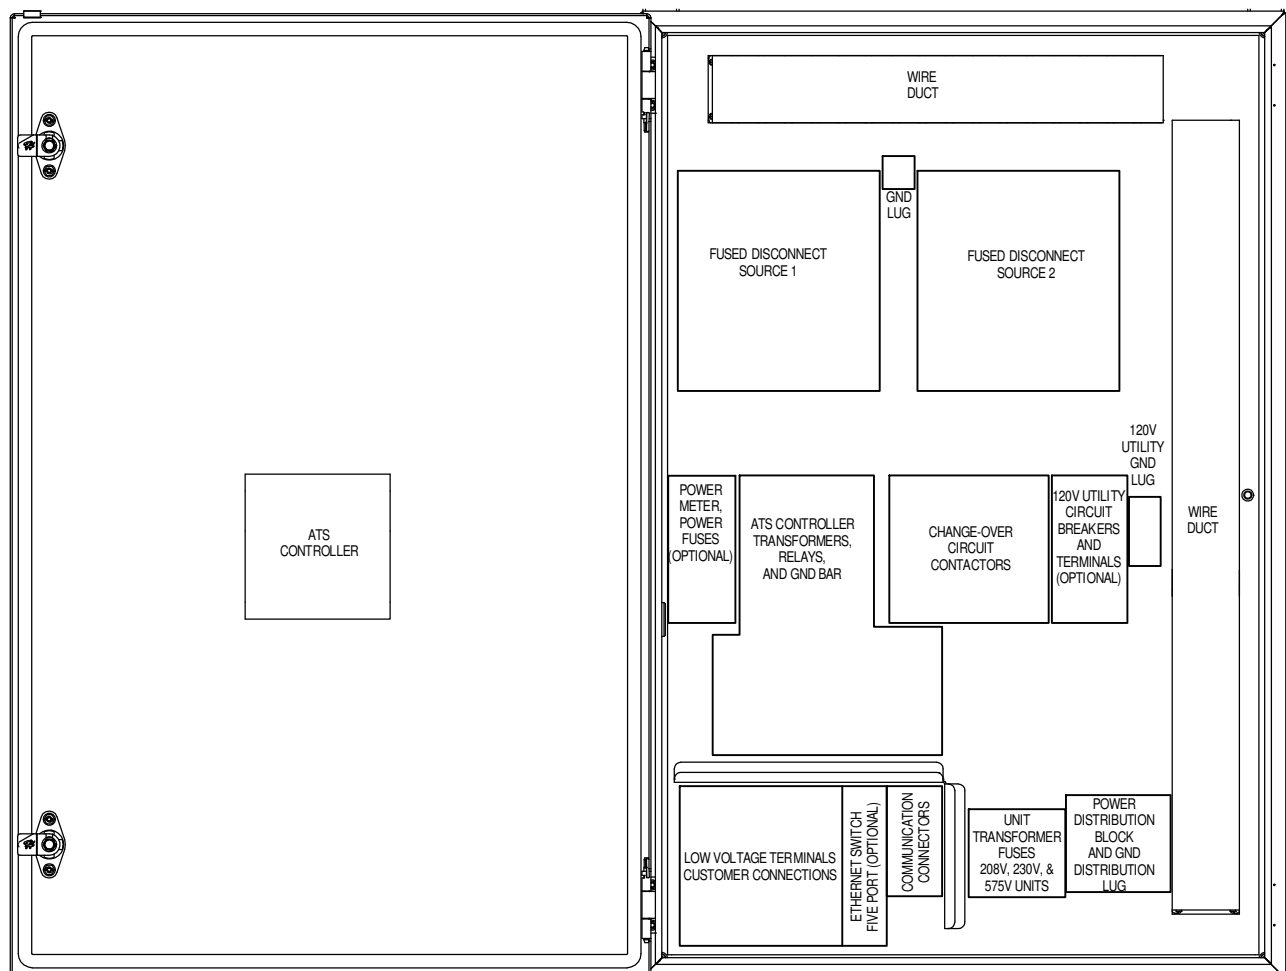 WIRE
DUCT
GND
LUG
FUSED DISCONNECT
SOURCE 1
FUSED DISCONNECT
SOURCE 2
120V
UTILITY
GND
LUG
ATS
CONTROLLER
POWER
METER,
POWER
FUSES
(OPTIONAL)
ATS CONTROLLER
TRANSFORMERS,
RELAYS,
AND GND BAR
CHANGE-OVER
CIRCUIT
CONTACTORS
120V UTILITY
CIRCUIT
BREAKERS
AND
TERMINALS
(OPTIONAL)
WIRE
DUCT
LOW VOLTAGE TERMINALS
CUSTOMER CONNECTIONS
ETHERNET SWITCH
FIVE PORT (OPTIONAL)
COMMUNICATION
CONNECTORS
UNIT
TRANSFORMER
FUSES
208V, 230V, &
575V UNITS
POWER
DISTRIBUTION
BLOCK
AND GND
DISTRIBUTION
LUG